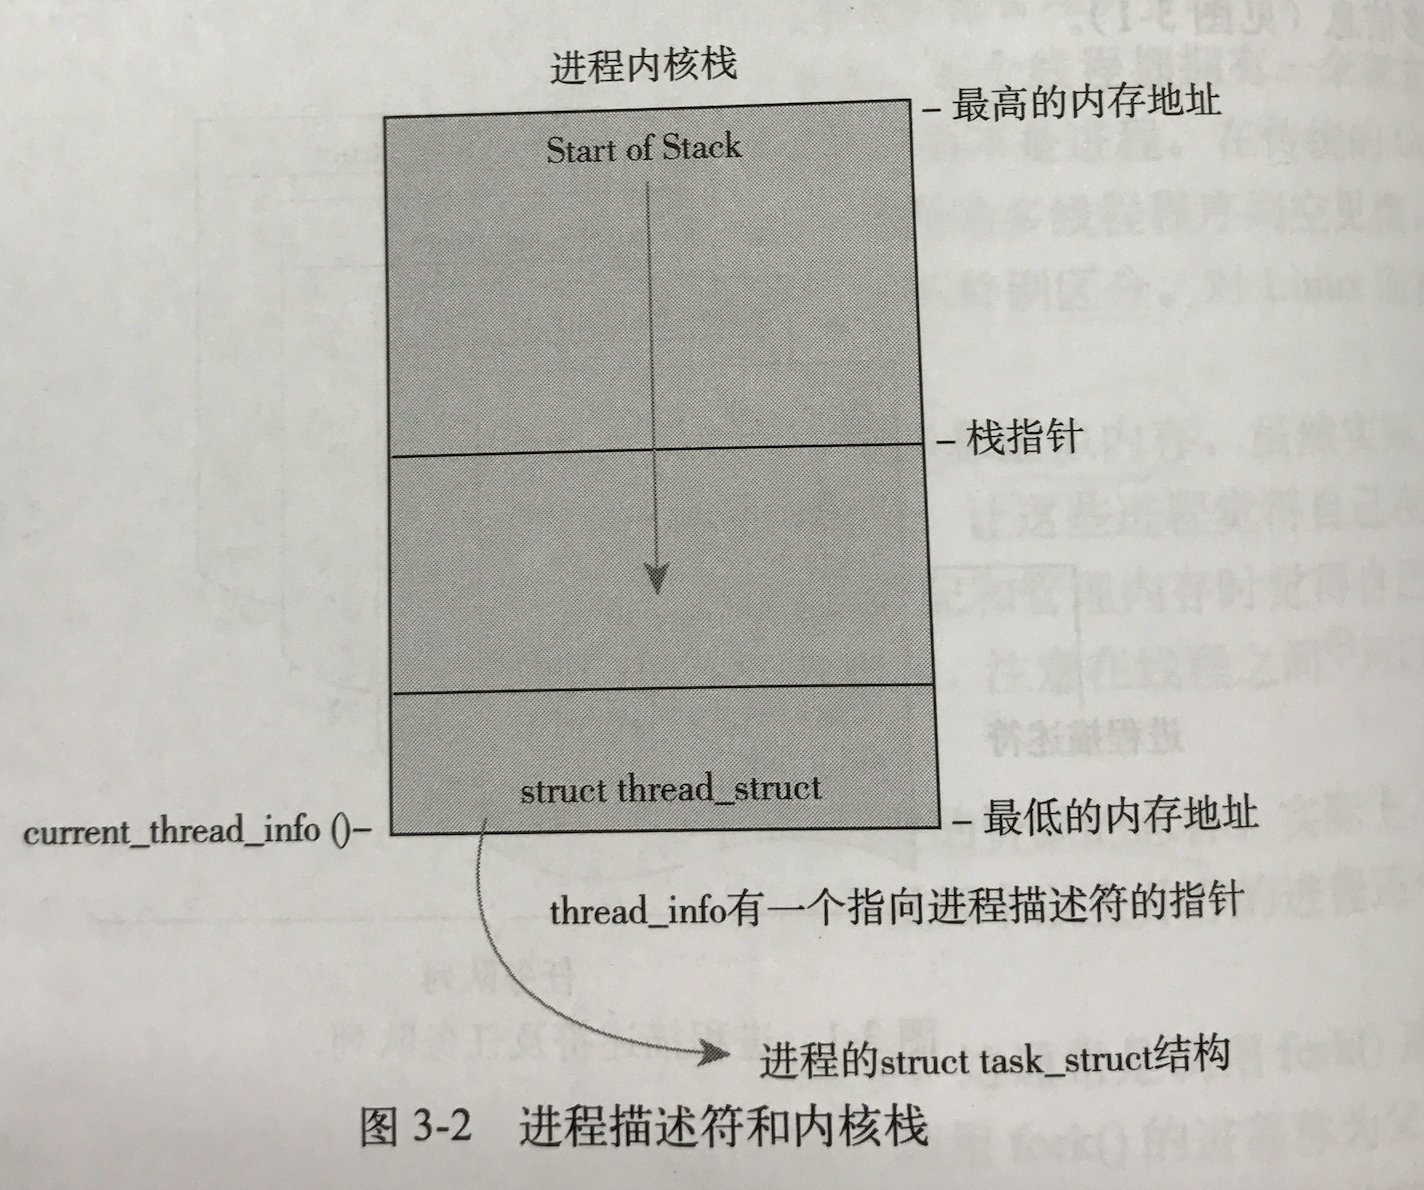 进程内核栈
– 最高的内存地址
Start of Stack
– 栈指针
struct thread_struct
current_thread_info ()–
– 最低的内存地址
thread_info有一个指向进程描述符的指针
进程的struct task_struct结构
图 3-2 进程描述符和内核栈